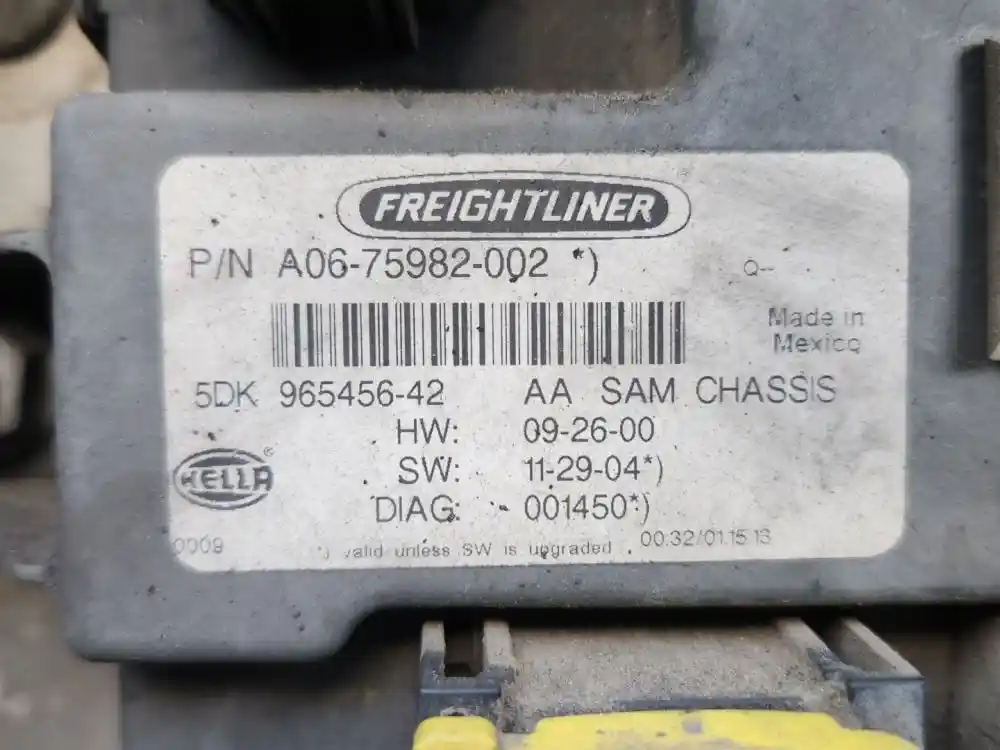 FREIGHTLINER
P/N A06-75982-002 *)
Q--
Made in
Mexico
5DK 965456-42 AA SAM CHASSIS
HW: 09-26-00
SW: 11-29-04*)
HELLA ®
DIAG: 001450*)
0009 *) valid unless SW is upgraded 00:32/01.15.13